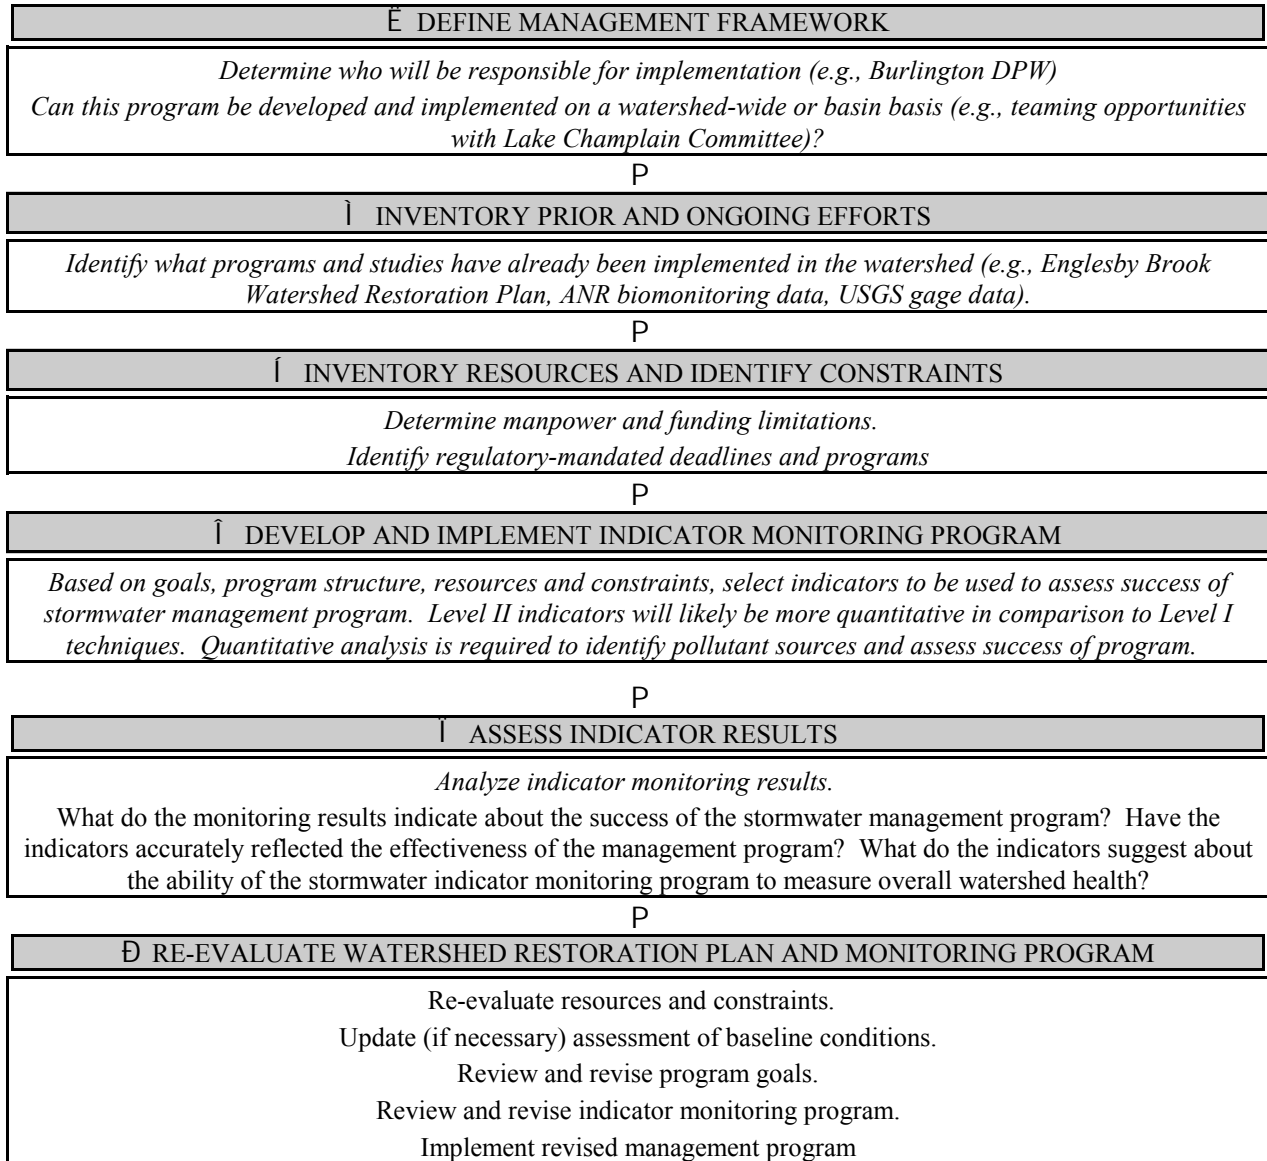 Ë DEFINE MANAGEMENT FRAMEWORK
Determine who will be responsible for implementation (e.g., Burlington DPW)
Can this program be developed and implemented on a watershed-wide or basin basis (e.g., teaming opportunities
with Lake Champlain Committee)?
P
Ì INVENTORY PRIOR AND ONGOING EFFORTS
Identify what programs and studies have already been implemented in the watershed (e.g., Englesby Brook
Watershed Restoration Plan, ANR biomonitoring data, USGS gage data).
P
Í INVENTORY RESOURCES AND IDENTIFY CONSTRAINTS
Determine manpower and funding limitations.
Identify regulatory-mandated deadlines and programs
P
Î DEVELOP AND IMPLEMENT INDICATOR MONITORING PROGRAM
Based on goals, program structure, resources and constraints, select indicators to be used to assess success of
stormwater management program. Level II indicators will likely be more quantitative in comparison to Level I
techniques. Quantitative analysis is required to identify pollutant sources and assess success of program.
P
Ï ASSESS INDICATOR RESULTS
Analyze indicator monitoring results.
What do the monitoring results indicate about the success of the stormwater management program? Have the
indicators accurately reflected the effectiveness of the management program? What do the indicators suggest about
the ability of the stormwater indicator monitoring program to measure overall watershed health?
P
Ð RE-EVALUATE WATERSHED RESTORATION PLAN AND MONITORING PROGRAM
Re-evaluate resources and constraints.
Update (if necessary) assessment of baseline conditions.
Review and revise program goals.
Review and revise indicator monitoring program.
Implement revised management program